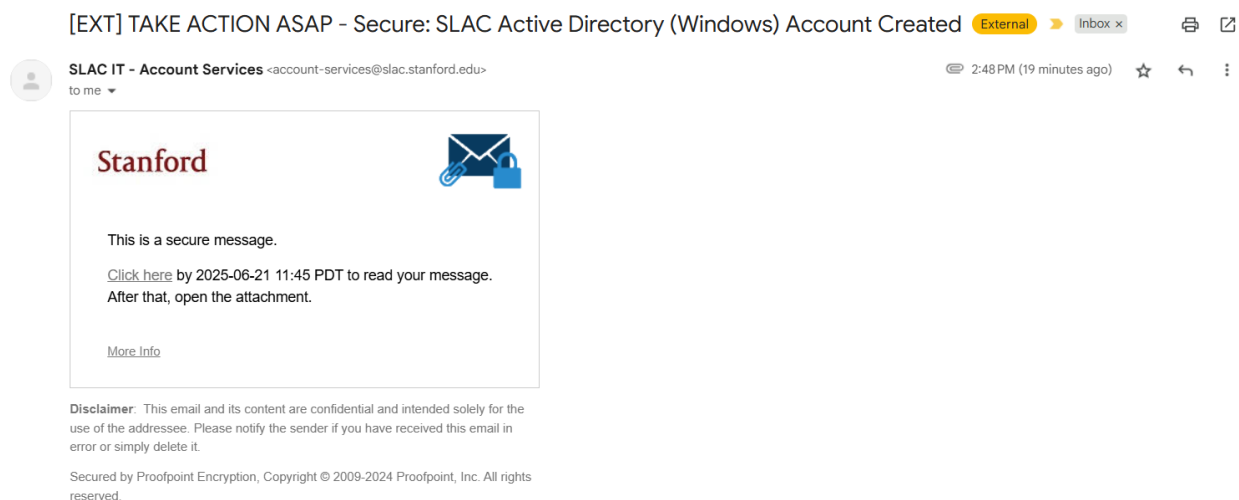 [EXT] TAKE ACTION ASAP - Secure: SLAC Active Directory (Windows) Account Created External Inbox ×
SLAC IT - Account Services <account-services@slac.stanford.edu> 2:48 PM (19 minutes ago)
to me
Stanford
This is a secure message.
Click here by 2025-06-21 11:45 PDT to read your message.
After that, open the attachment.
More Info
Disclaimer: This email and its content are confidential and intended solely for the
use of the addressee. Please notify the sender if you have received this email in
error or simply delete it.
Secured by Proofpoint Encryption, Copyright © 2009-2024 Proofpoint, Inc. All rights
reserved.